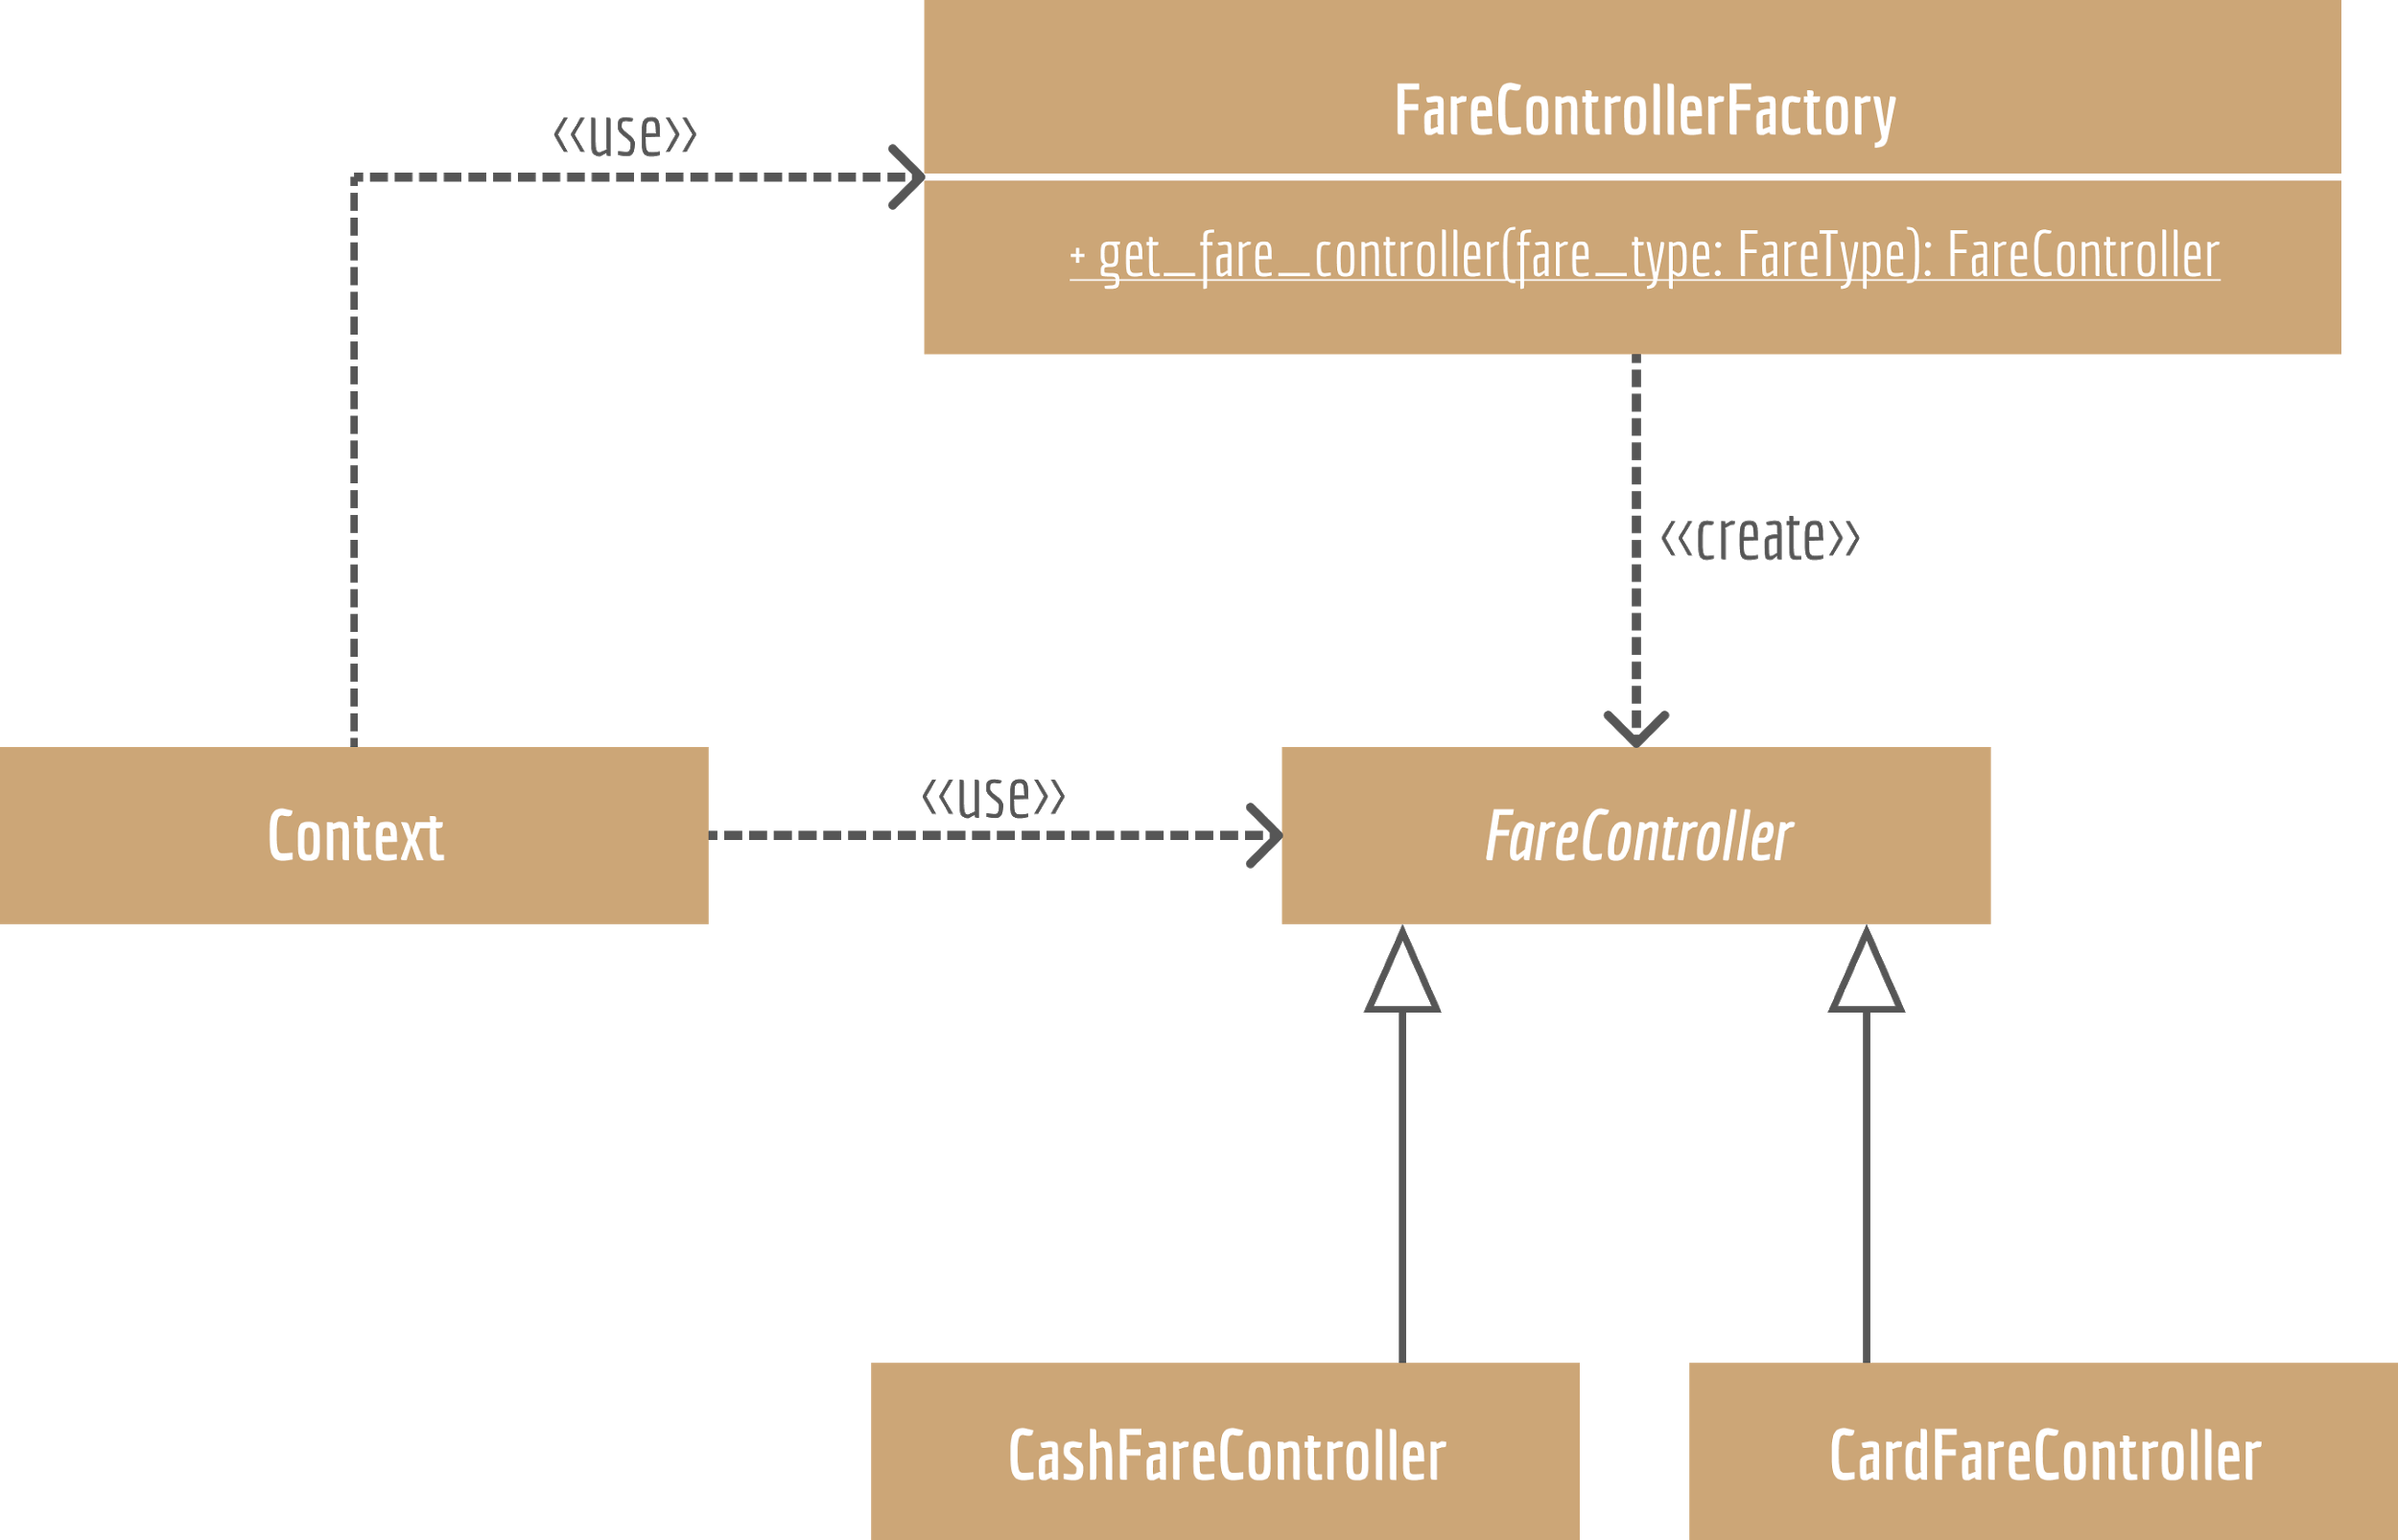 <<use>>
FareControllerFactory
+ get_fare_controller(fare_type: FareType): FareController
<<create>>
Context
<<use>>
FareController
CashFareController
CardFareController